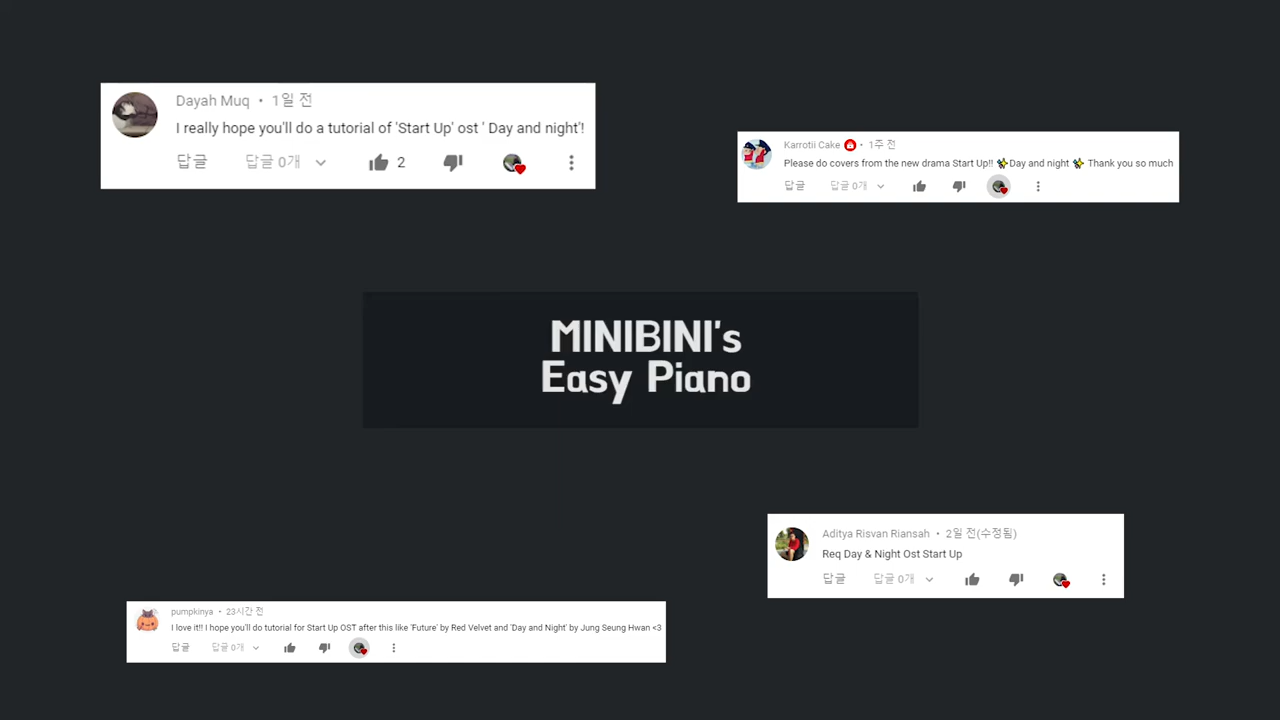 Dayah Muq • 1일 전
I really hope you'll do a tutorial of 'Start Up' ost ' Day and night'!
답글 답글 0개 2
Karrotii Cake • 1주 전
Please do covers from the new drama Start Up!! ✨Day and night ✨ Thank you so much
답글 답글 0개
MINIBINI's
Easy Piano
Aditya Risvan Riansah • 2일 전(수정됨)
Req Day & Night Ost Start Up
답글 답글 0개
pumpkinya • 23시간 전
I love it!! I hope you'll do tutorial for Start Up OST after this like 'Future' by Red Velvet and 'Day and Night' by Jung Seung Hwan <3
답글 답글 0개